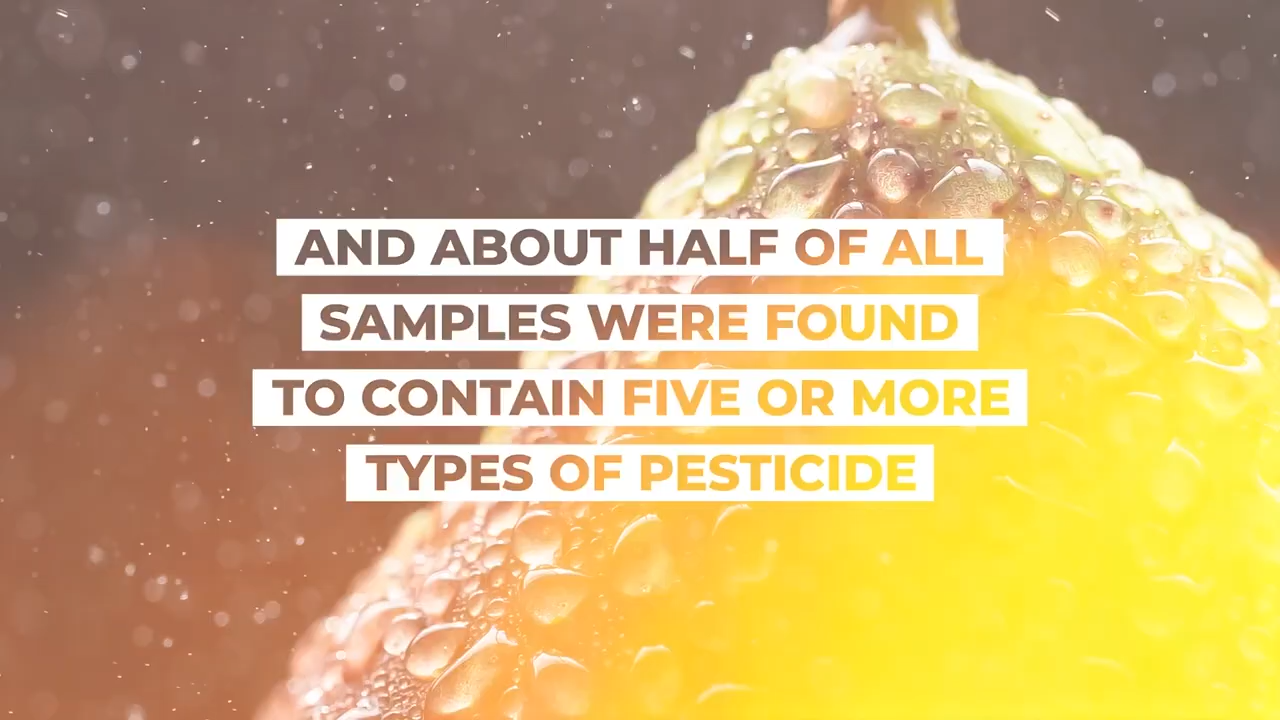 AND ABOUT HALF OF ALL
SAMPLES WERE FOUND
TO CONTAIN FIVE OR MORE
TYPES OF PESTICIDE